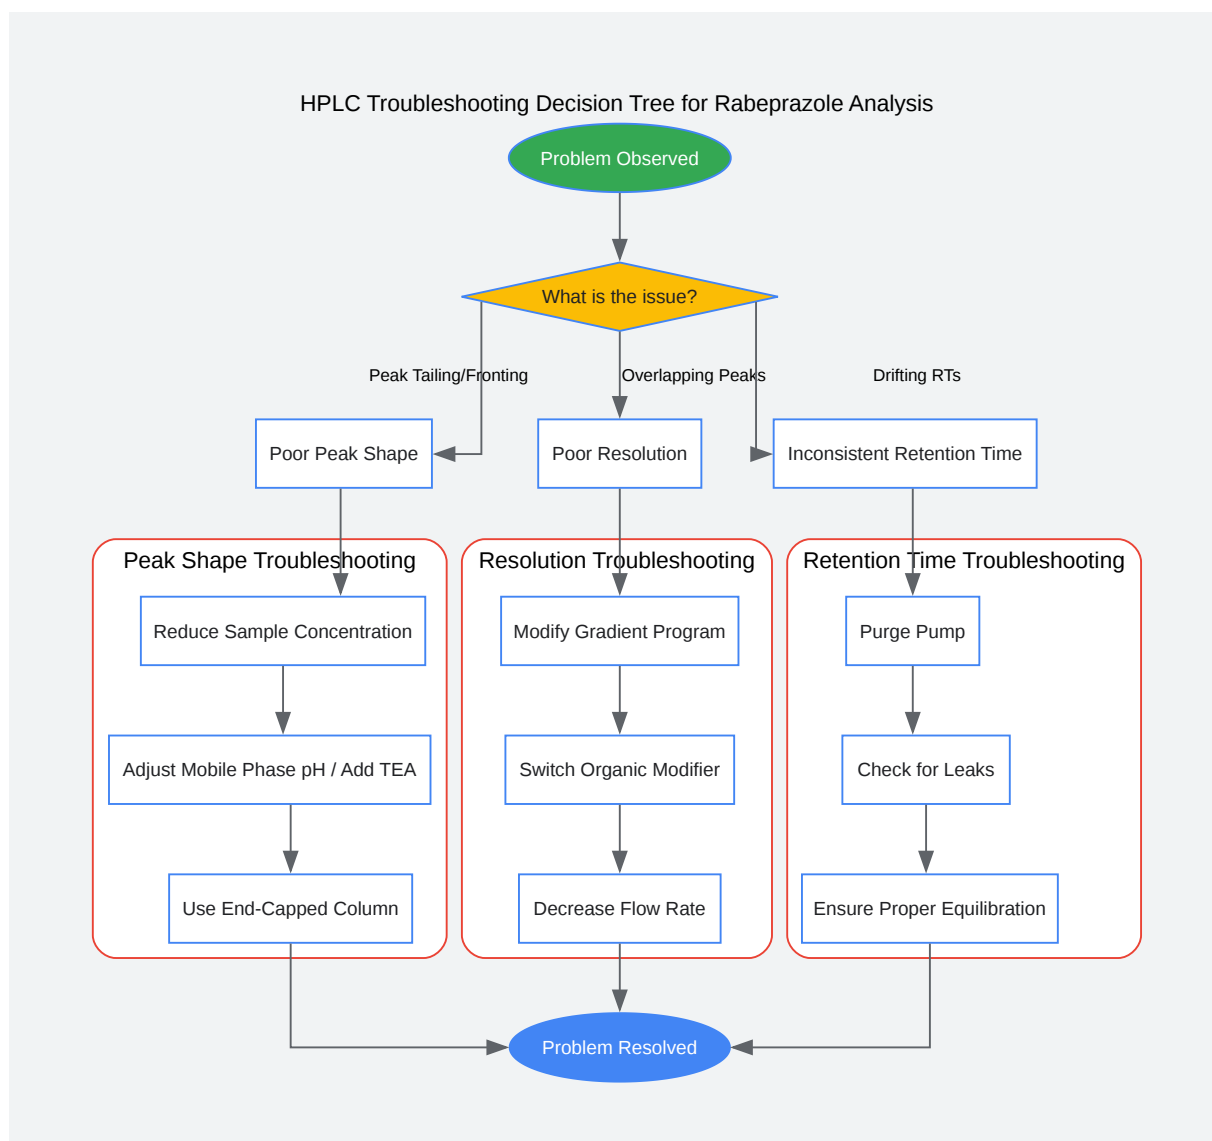 HPLC Troubleshooting Decision Tree for Rabeprazole Analysis
Problem Observed
What is the issue?
Peak Tailing/Fronting
Overlapping Peaks
Drifting RTs
Poor Peak Shape
Poor Resolution
Inconsistent Retention Time
Peak Shape Troubleshooting
Resolution Troubleshooting
Retention Time Troubleshooting
Reduce Sample Concentration
Modify Gradient Program
Purge Pump
Adjust Mobile Phase pH / Add TEA
Switch Organic Modifier
Check for Leaks
Use End-Capped Column
Decrease Flow Rate
Ensure Proper Equilibration
Problem Resolved